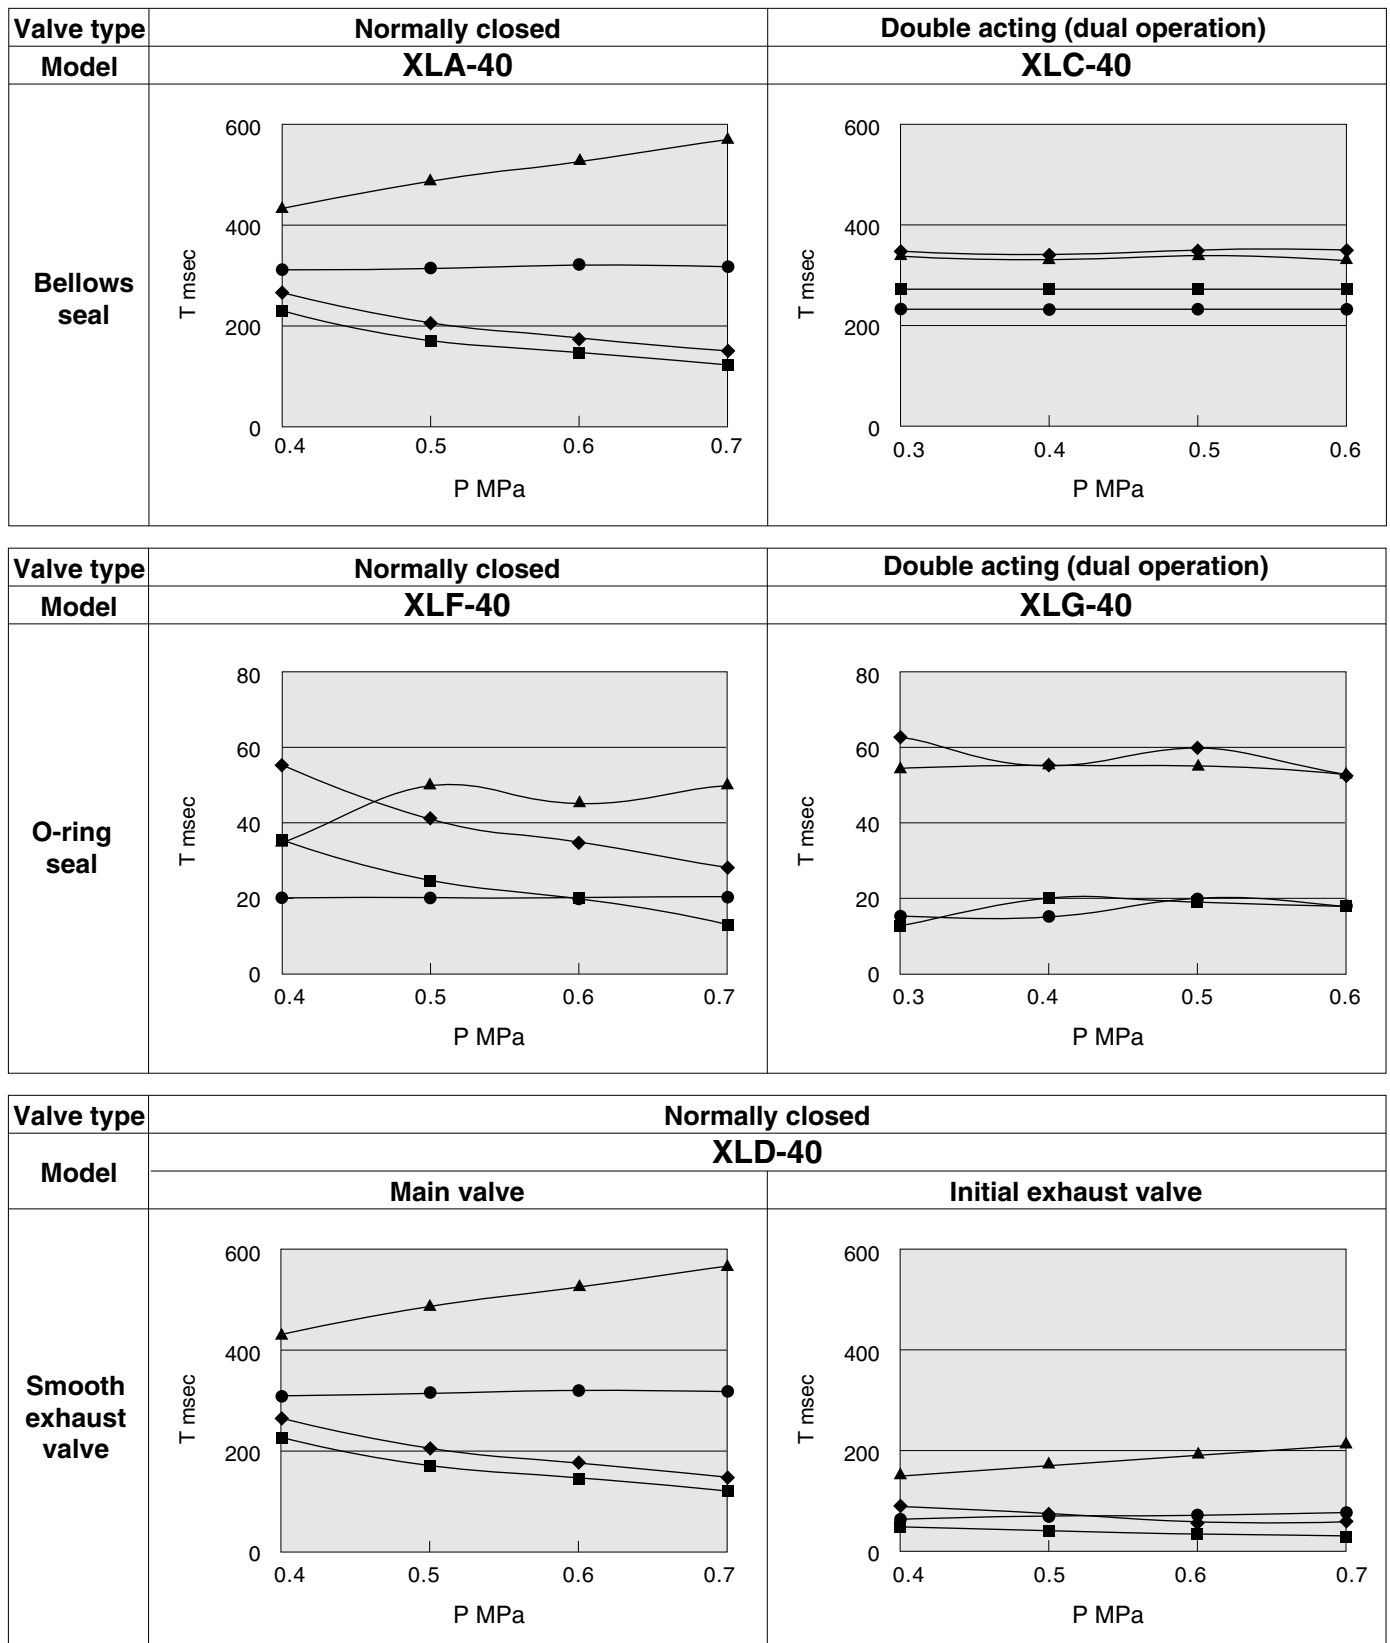 Valve type Normally closed Double acting (dual operation)
Model XLA-40 XLC-40
Bellows
seal
T msec
600
400
200
0
0.4 0.5 0.6 0.7
P MPa
T msec
600
400
200
0
0.3 0.4 0.5 0.6
P MPa
Valve type Normally closed Double acting (dual operation)
Model XLF-40 XLG-40
O-ring
seal
T msec
80
60
40
20
0
0.4 0.5 0.6 0.7
P MPa
T msec
80
60
40
20
0
0.3 0.4 0.5 0.6
P MPa
Valve type Normally closed
Model XLD-40
Main valve Initial exhaust valve
Smooth
exhaust
valve
T msec
600
400
200
0
0.4 0.5 0.6 0.7
P MPa
T msec
600
400
200
0
0.4 0.5 0.6 0.7
P MPa